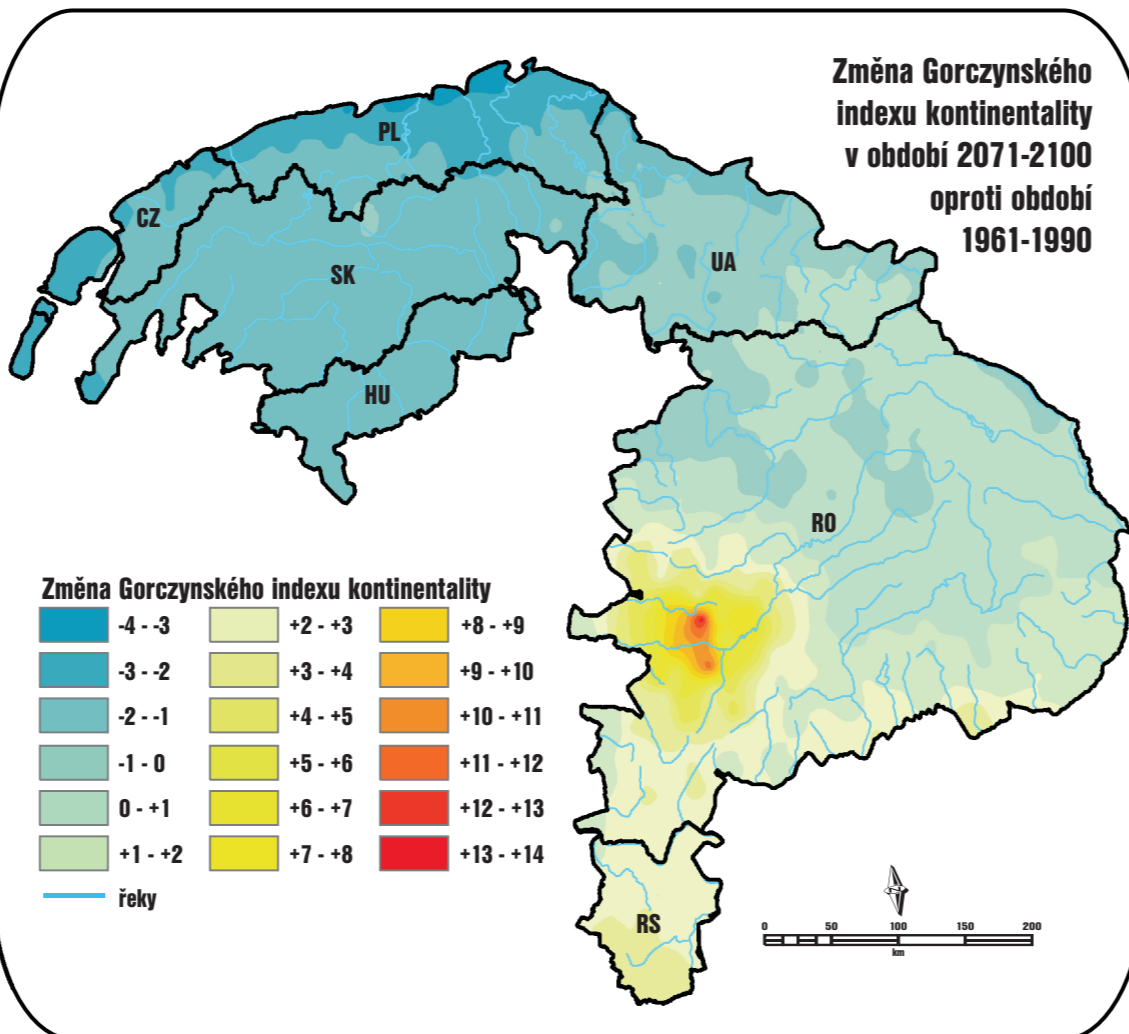 Změna Gorczynského
indexu kontinentality
v období 2071-2100
oproti období
1961-1990
PL
CZ
SK
UA
HU
RO
RS
Změna Gorczynského indexu kontinentality
-4 - -3
-3 - -2
-2 - -1
-1 - 0
0 - +1
+1 - +2
+2 - +3
+3 - +4
+4 - +5
+5 - +6
+6 - +7
+7 - +8
+8 - +9
+9 - +10
+10 - +11
+11 - +12
+12 - +13
+13 - +14
řeky
0 50 100 150 200
km